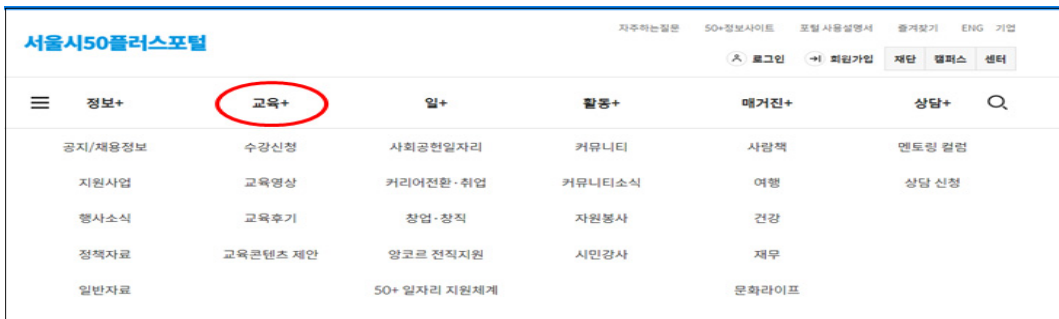 자주하는질문 50+정보사이트 포털 사용설명서 즐겨찾기 ENG 기업
서울시50플러스포털
로그인 회원가입 재단 캠퍼스 센터
정보+ 교육+ 일+ 활동+ 매거진+ 상담+
공지/채용정보 수강신청 사회공헌일자리 커뮤니티 사람책 멘토링 컬럼
지원사업 교육영상 커리어전환·취업 커뮤니티소식 여행 상담 신청
행사소식 교육후기 창업·창직 자원봉사 건강
정책자료 교육콘텐츠 제안 앙코르 전직지원 시민강사 재무
일반자료 50+ 일자리 지원체계 문화라이프